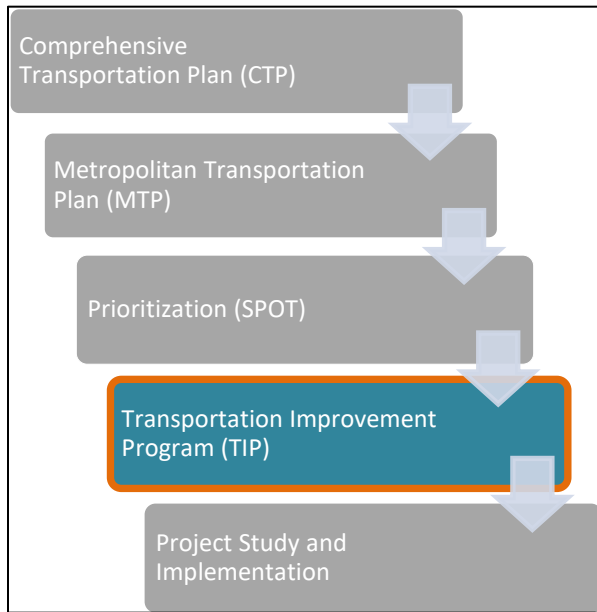 Comprehensive
Transportation Plan (CTP)
Metropolitan Transportation
Plan (MTP)
Prioritization (SPOT)
Transportation Improvement
Program (TIP)
Project Study and
Implementation